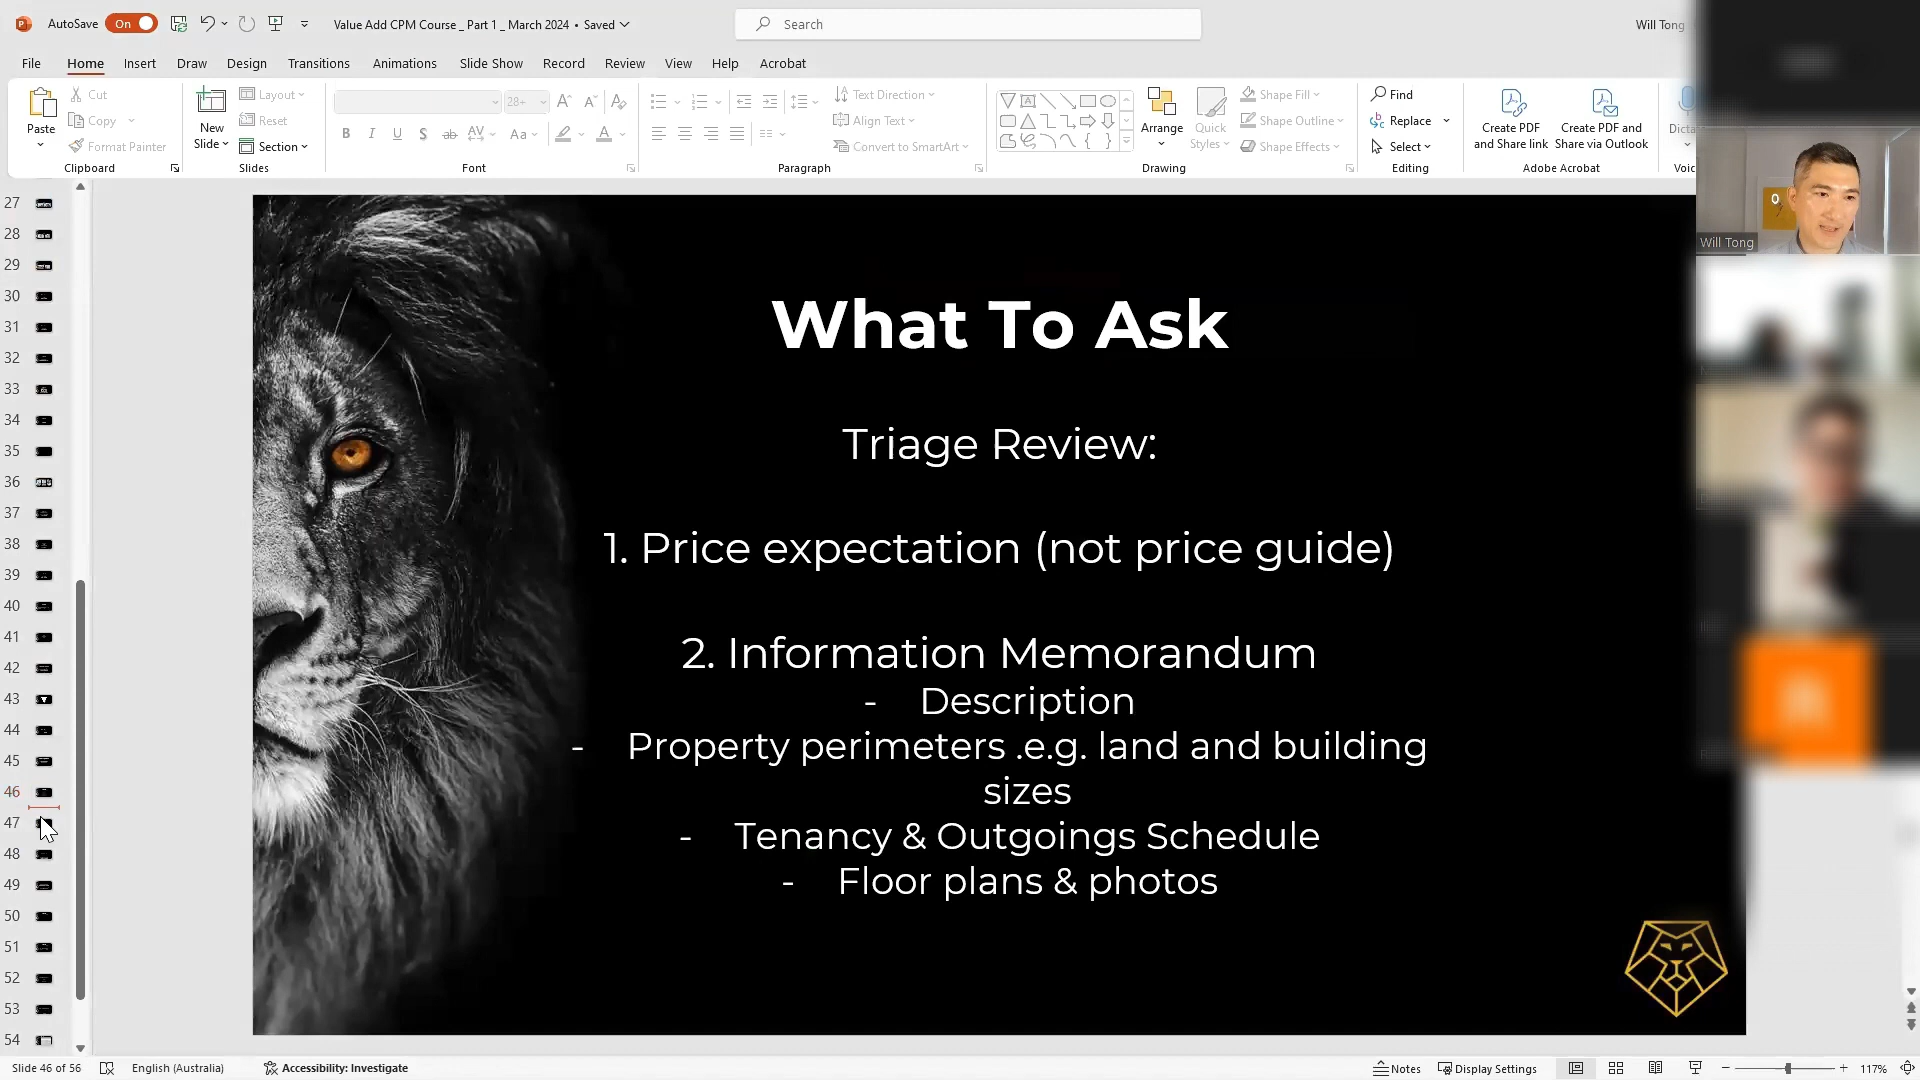 AutoSave On Value Add CPM Course _ Part 1 _ March 2024 • Saved Search Will Tong
File Home Insert Draw Design Transitions Animations Slide Show Record Review View Help Acrobat
Paste Cut Copy Format Painter
Clipboard
New Slide Layout Reset Section
Slides
28+ A A
B I U S ab AV Aa A
Font
Paragraph
Text Direction
Align Text
Convert to SmartArt
Arrange Quick Styles
Shape Fill
Shape Outline
Shape Effects
Drawing
Find
Replace
Select
Editing
Create PDF and Share link
Create PDF and Share via Outlook
Adobe Acrobat
Will Tong
27
28
29
30
31
32
33
34
35
36
37
38
39
40
41
42
43
44
45
46
47
48
49
50
51
52
53
54
What To Ask
Triage Review:
1. Price expectation (not price guide)
2. Information Memorandum
- Description
- Property perimeters .e.g. land and building
sizes
- Tenancy & Outgoings Schedule
- Floor plans & photos
Slide 46 of 56 English (Australia) Accessibility: Investigate Notes Display Settings 117%